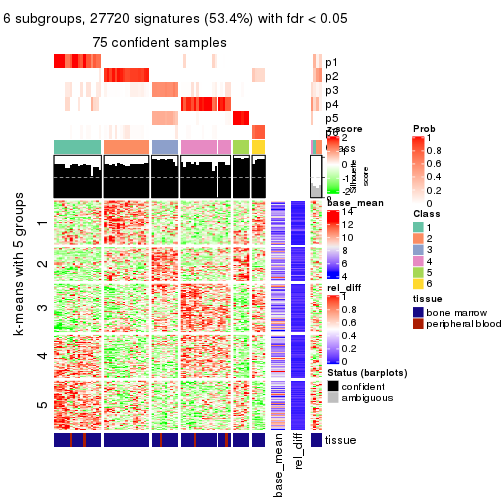 6 subgroups, 27720 signatures (53.4%) with fdr < 0.05
75 confident samples
p1
p2
p3
p4
p5
k-means with 5 groups
1
2
3
4
5
z-score
2
1
0
-1
-2
Silhouette
score
base_mean
14
12
10
8
6
4
rel_diff
1
0.8
0.6
0.4
0.2
0
Status (barplots)
confident
ambiguous
Prob
1
0.8
0.6
0.4
0.2
0
Class
1
2
3
4
5
6
tissue
bone marrow
peripheral blood
tissue
base_mean
rel_diff